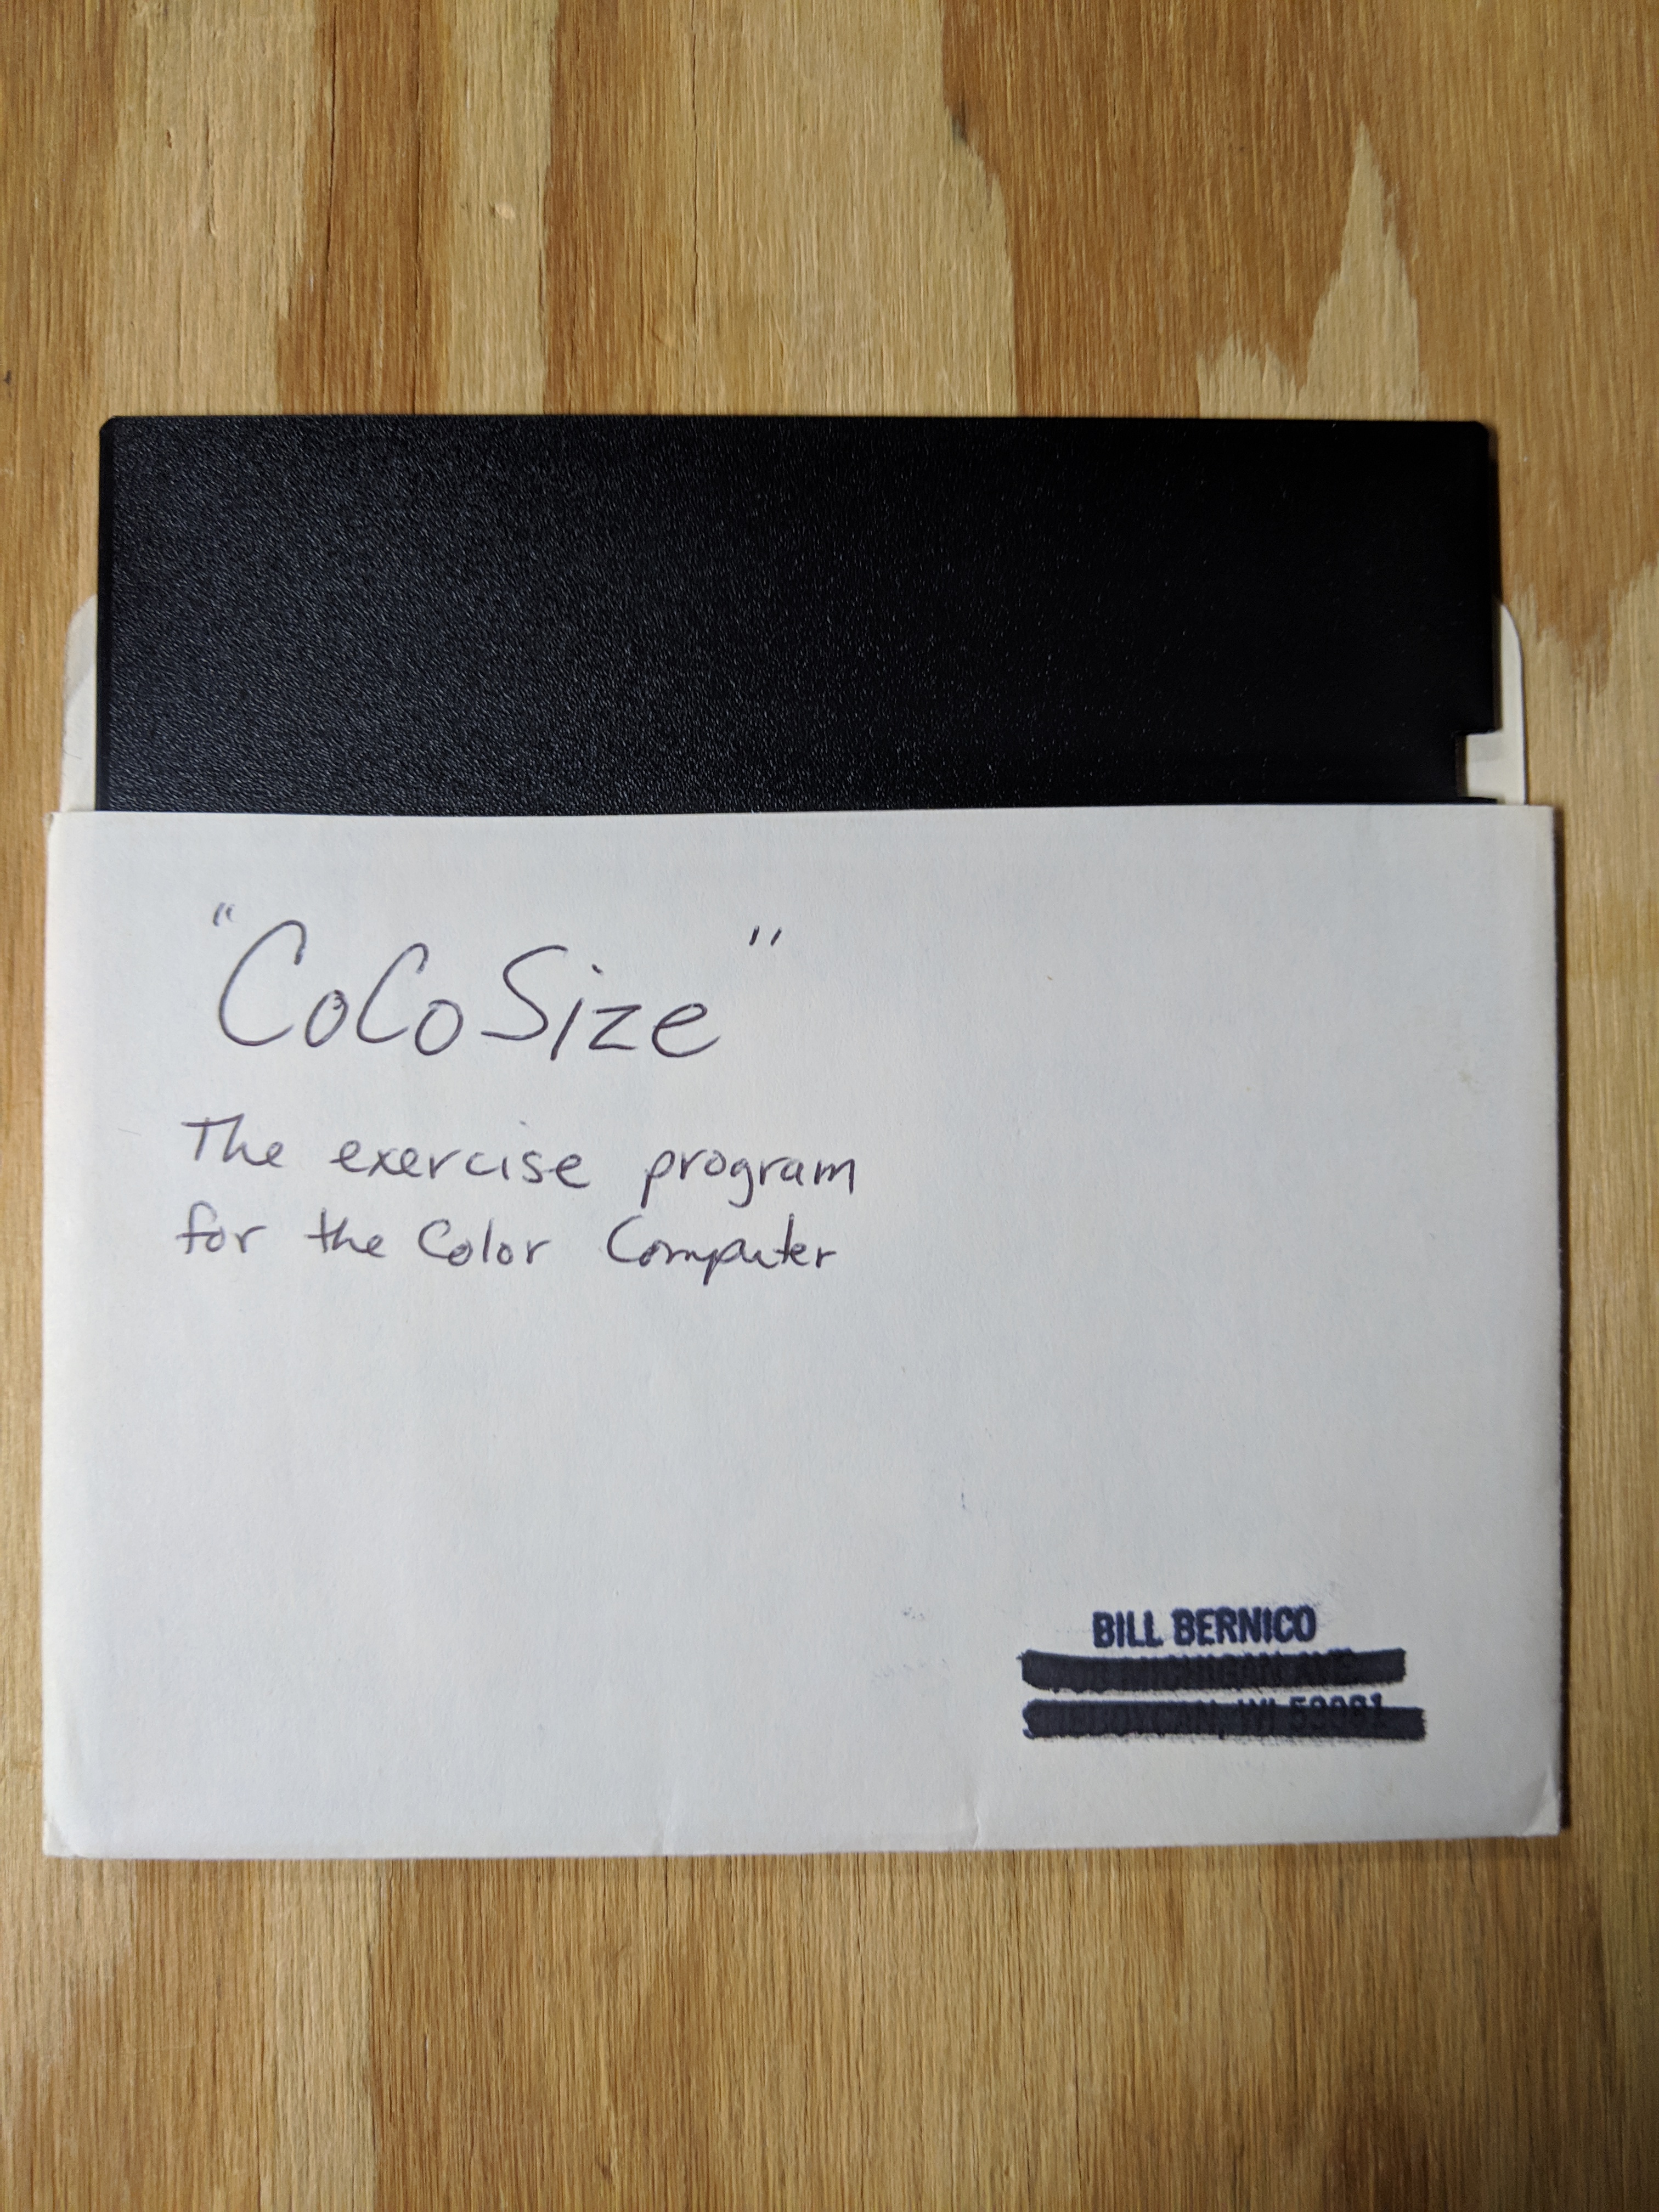 "CoCoSize"
The exercise program
for the Color Computer
BILL BERNICO